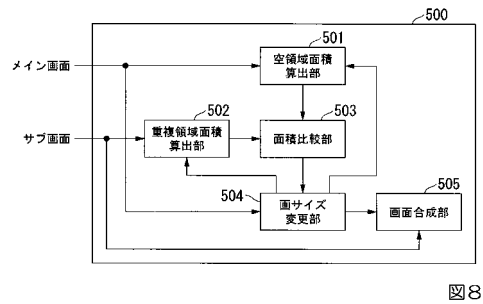 500
501
メイン画面
空領域面積
算出部
502
503
サブ画面
重複領域面積
算出部
面積比較部
504
505
画サイズ
変更部
画面合成部
図8